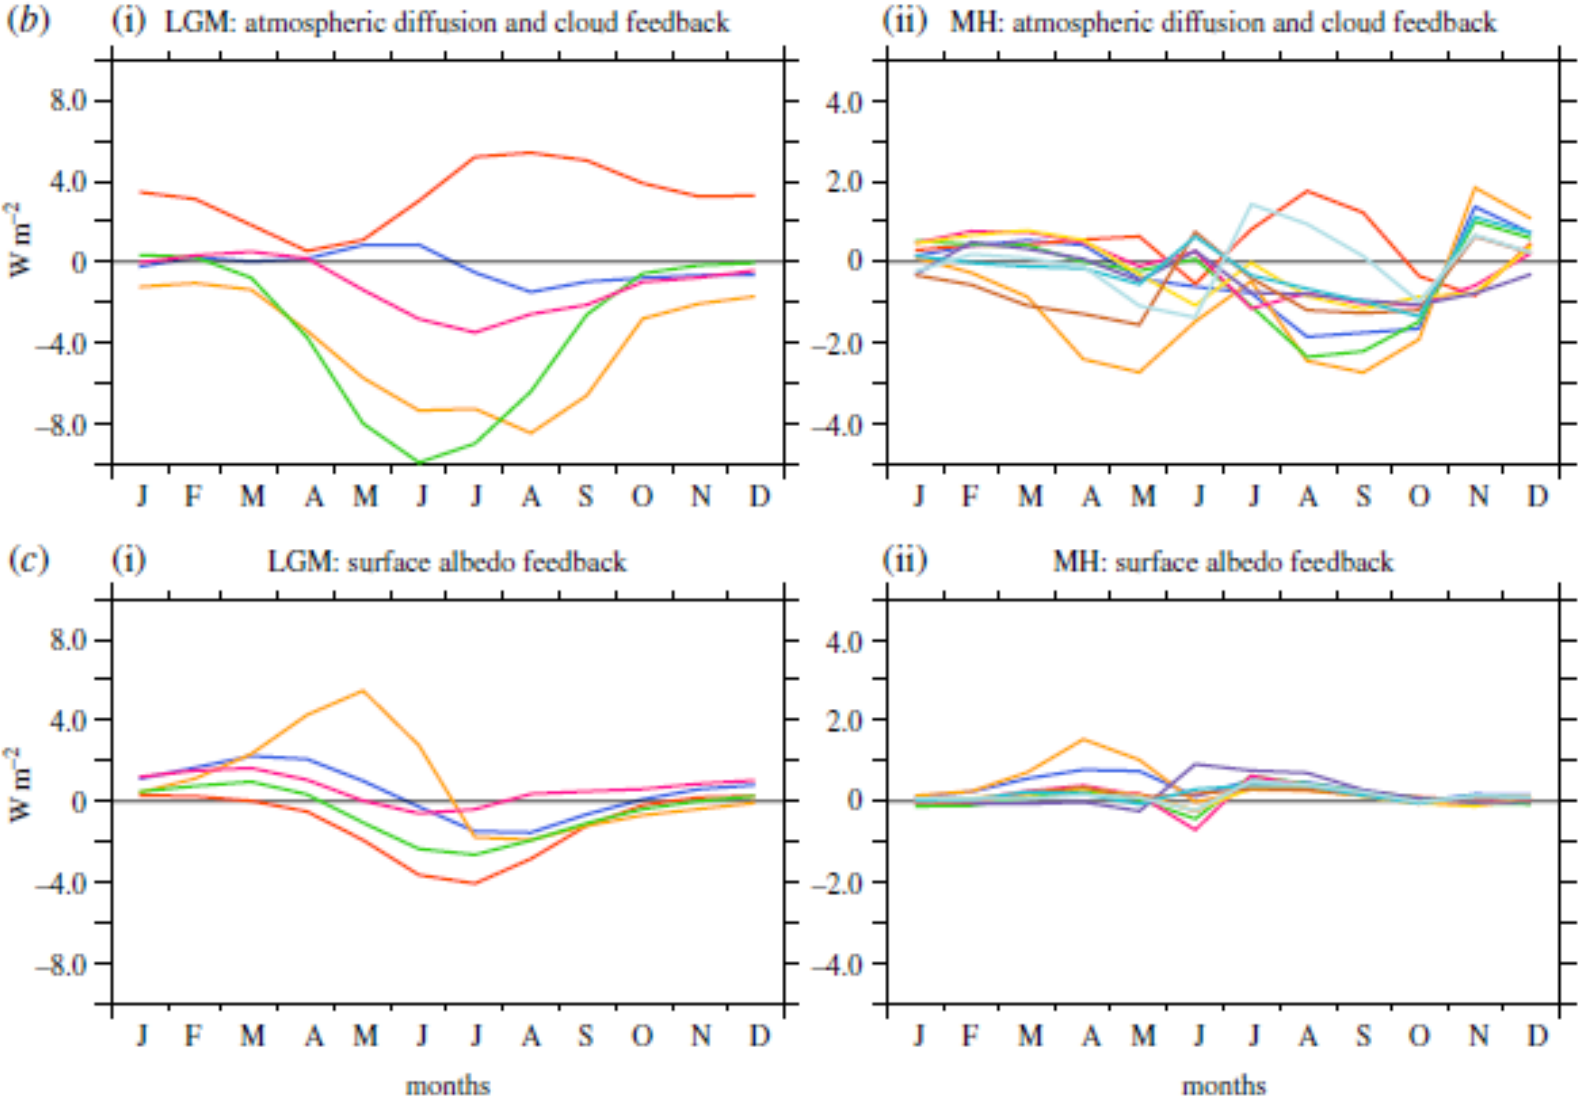 (b) (i) LGM: atmospheric diffusion and cloud feedback
(ii) MH: atmospheric diffusion and cloud feedback
8.0
4.0
0
–4.0
–8.0
W m–2
J F M A M J J A S O N D
4.0
2.0
0
–2.0
–4.0
J F M A M J J A S O N D
(c) (i) LGM: surface albedo feedback
(ii) MH: surface albedo feedback
8.0
4.0
0
–4.0
–8.0
W m–2
J F M A M J J A S O N D
months
4.0
2.0
0
–2.0
–4.0
J F M A M J J A S O N D
months